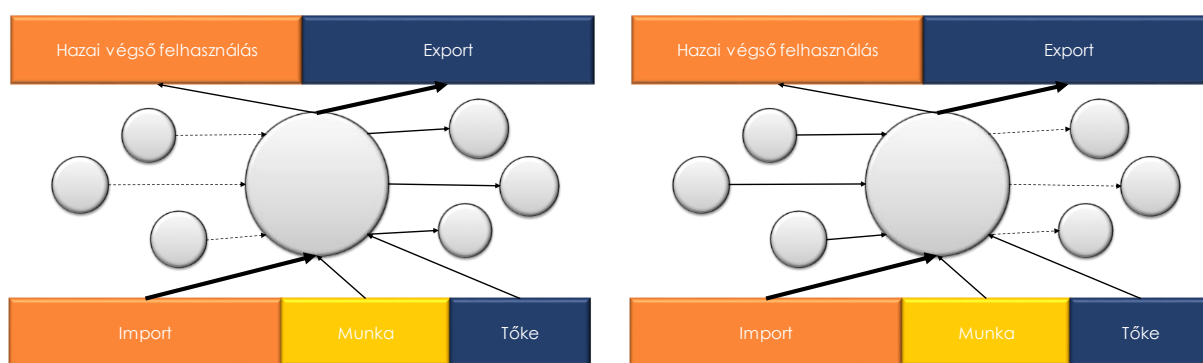 Hazai végső felhasználás
Export
Hazai végső felhasználás
Export
Import
Munka
Tőke
Import
Munka
Tőke